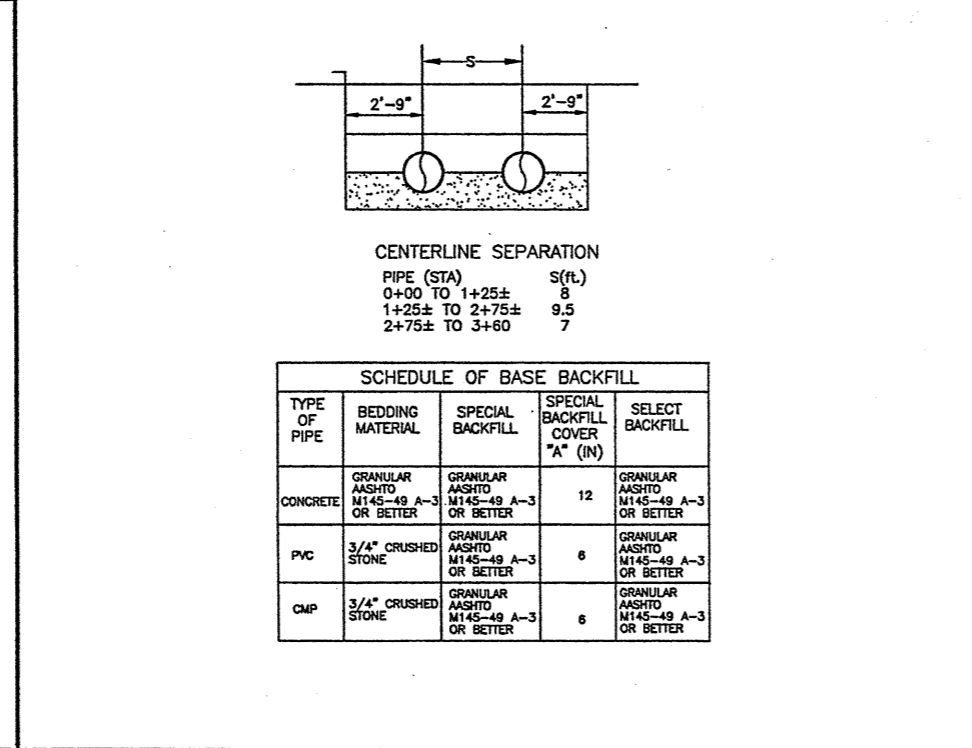 S
2'-9"
2'-9"
CENTERLINE SEPARATION
PIPE (STA) S(ft.)
0+00 TO 1+25± 8
1+25± TO 2+75± 9.5
2+75± TO 3+60 7
SCHEDULE OF BASE BACKFILL
TYPE
OF
PIPE
BEDDING
MATERIAL
SPECIAL
BACKFILL
SPECIAL
BACKFILL
COVER
"A" (IN)
SELECT
BACKFILL
CONCRETE
GRANULAR
AASHTO
M145-49 A-3
OR BETTER
GRANULAR
AASHTO
M145-49 A-3
OR BETTER
12
GRANULAR
AASHTO
M145-49 A-3
OR BETTER
PVC
3/4" CRUSHED
STONE
GRANULAR
AASHTO
M145-49 A-3
OR BETTER
6
GRANULAR
AASHTO
M145-49 A-3
OR BETTER
CMP
3/4" CRUSHED
STONE
GRANULAR
AASHTO
M145-49 A-3
OR BETTER
6
GRANULAR
AASHTO
M145-49 A-3
OR BETTER